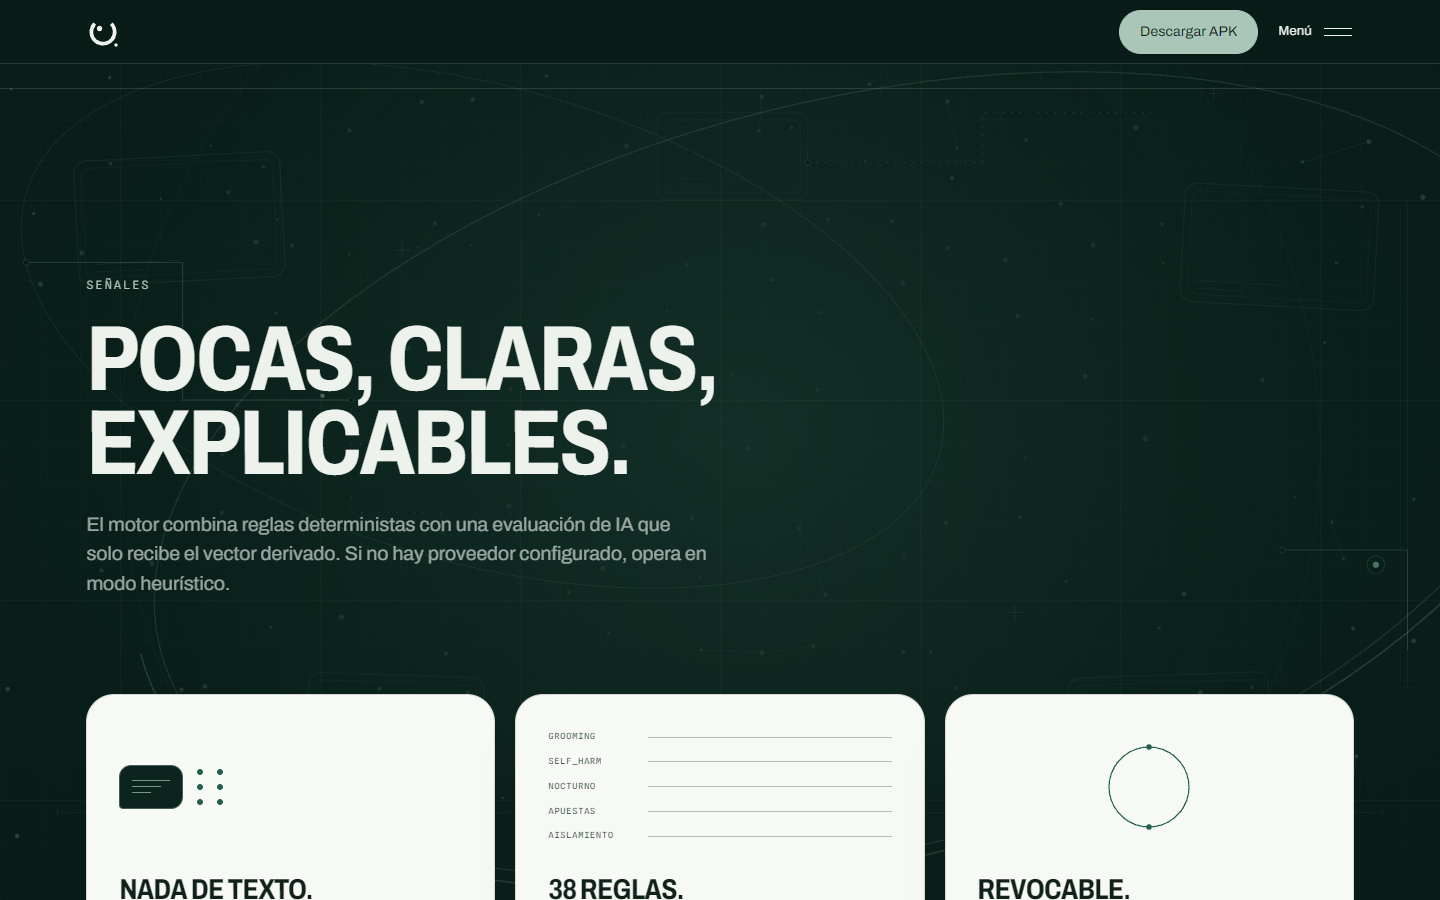 Descargar APK
Menú
SEÑALES
POCAS, CLARAS,
EXPLICABLES.
El motor combina reglas deterministas con una evaluación de IA que
solo recibe el vector derivado. Si no hay proveedor configurado, opera en
modo heurístico.
GROOMING
SELF_HARM
NOCTURNO
APUESTAS
AISLAMIENTO
NADA DE TEXTO.
38 REGLAS.
REVOCABLE.